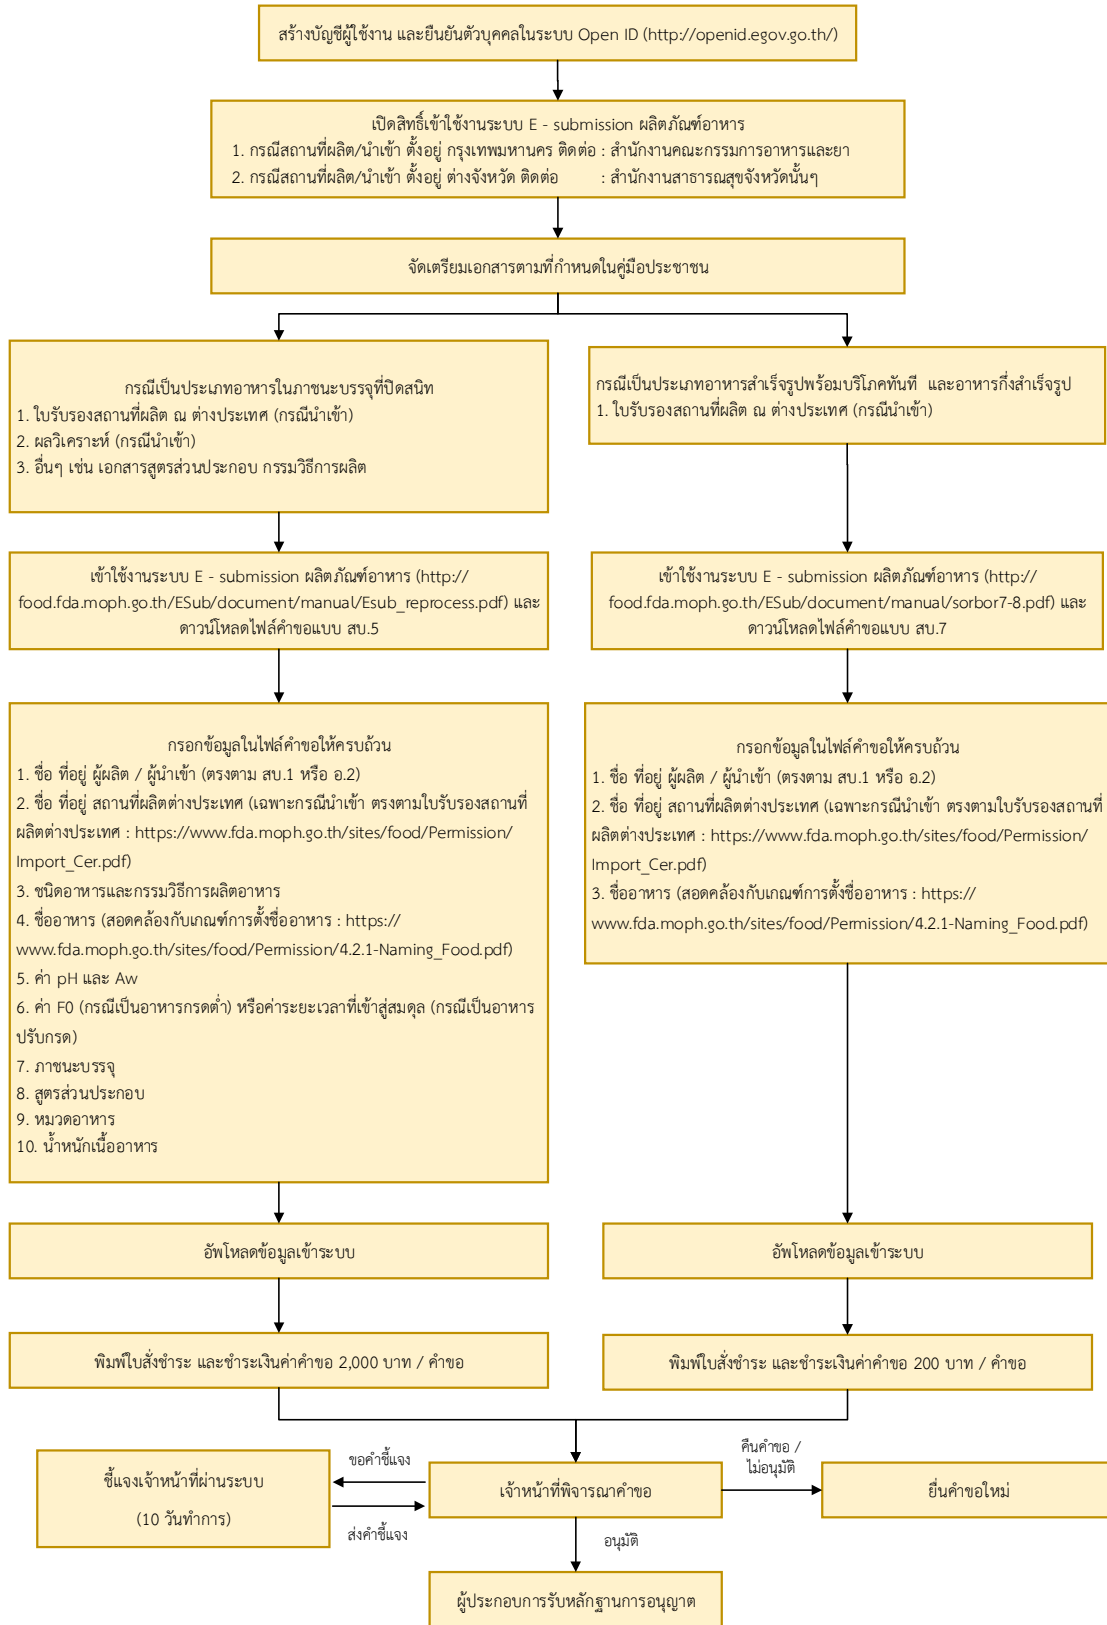 สร้างบัญชีผู้ใช้งาน และยืนยันตัวบุคคลในระบบ Open ID (http://openid.egov.go.th/)
เปิดสิทธิ์เข้าใช้งานระบบ E - submission ผลิตภัณฑ์อาหาร
1. กรณีสถานที่ผลิต/นำเข้า ตั้งอยู่ กรุงเทพมหานคร ติดต่อ : สำนักงานคณะกรรมการอาหารและยา
2. กรณีสถานที่ผลิต/นำเข้า ตั้งอยู่ ต่างจังหวัด ติดต่อ : สำนักงานสาธารณสุขจังหวัดนั้นๆ
จัดเตรียมเอกสารตามที่กำหนดในคู่มือประชาชน
กรณีเป็นประเภทอาหารในภาชนะบรรจุที่ปิดสนิท
1. ใบรับรองสถานที่ผลิต ณ ต่างประเทศ (กรณีนำเข้า)
2. ผลวิเคราะห์ (กรณีนำเข้า)
3. อื่นๆ เช่น เอกสารสูตรส่วนประกอบ กรรมวิธีการผลิต
กรณีเป็นประเภทอาหารสำเร็จรูปพร้อมบริโภคทันที และอาหารกึ่งสำเร็จรูป
1. ใบรับรองสถานที่ผลิต ณ ต่างประเทศ (กรณีนำเข้า)
เข้าใช้งานระบบ E - submission ผลิตภัณฑ์อาหาร (http://
food.fda.moph.go.th/ESub/document/manual/Esub_reprocess.pdf) และ
ดาวน์โหลดไฟล์คำขอแบบ สบ.5
เข้าใช้งานระบบ E - submission ผลิตภัณฑ์อาหาร (http://
food.fda.moph.go.th/ESub/document/manual/sorbor7-8.pdf) และ
ดาวน์โหลดไฟล์คำขอแบบ สบ.7
กรอกข้อมูลในไฟล์คำขอให้ครบถ้วน
1. ชื่อ ที่อยู่ ผู้ผลิต / ผู้นำเข้า (ตรงตาม สบ.1 หรือ อ.2)
2. ชื่อ ที่อยู่ สถานที่ผลิตต่างประเทศ (เฉพาะกรณีนำเข้า ตรงตามใบรับรองสถานที่
ผลิตต่างประเทศ : https://www.fda.moph.go.th/sites/food/Permission/
Import_Cer.pdf)
3. ชนิดอาหารและกรรมวิธีการผลิตอาหาร
4. ชื่ออาหาร (สอดคล้องกับเกณฑ์การตั้งชื่ออาหาร : https://
www.fda.moph.go.th/sites/food/Permission/4.2.1-Naming_Food.pdf)
5. ค่า pH และ Aw
6. ค่า F0 (กรณีเป็นอาหารกรดต่ำ) หรือค่าระยะเวลาที่เข้าสู่สมดุล (กรณีเป็นอาหาร
ปรับกรด)
7. ภาชนะบรรจุ
8. สูตรส่วนประกอบ
9. หมวดอาหาร
10. น้ำหนักเนื้ออาหาร
กรอกข้อมูลในไฟล์คำขอให้ครบถ้วน
1. ชื่อ ที่อยู่ ผู้ผลิต / ผู้นำเข้า (ตรงตาม สบ.1 หรือ อ.2)
2. ชื่อ ที่อยู่ สถานที่ผลิตต่างประเทศ (เฉพาะกรณีนำเข้า ตรงตามใบรับรองสถานที่
ผลิตต่างประเทศ : https://www.fda.moph.go.th/sites/food/Permission/
Import_Cer.pdf)
3. ชื่ออาหาร (สอดคล้องกับเกณฑ์การตั้งชื่ออาหาร : https://
www.fda.moph.go.th/sites/food/Permission/4.2.1-Naming_Food.pdf)
อัพโหลดข้อมูลเข้าระบบ
อัพโหลดข้อมูลเข้าระบบ
พิมพ์ใบสั่งชำระ และชำระเงินค่าคำขอ 2,000 บาท / คำขอ
พิมพ์ใบสั่งชำระ และชำระเงินค่าคำขอ 200 บาท / คำขอ
ชี้แจงเจ้าหน้าที่ผ่านระบบ
(10 วันทำการ)
ขอคำชี้แจง
ส่งคำชี้แจง
เจ้าหน้าที่พิจารณาคำขอ
คืนคำขอ /
ไม่อนุมัติ
ยื่นคำขอใหม่
อนุมัติ
ผู้ประกอบการรับหลักฐานการอนุญาต